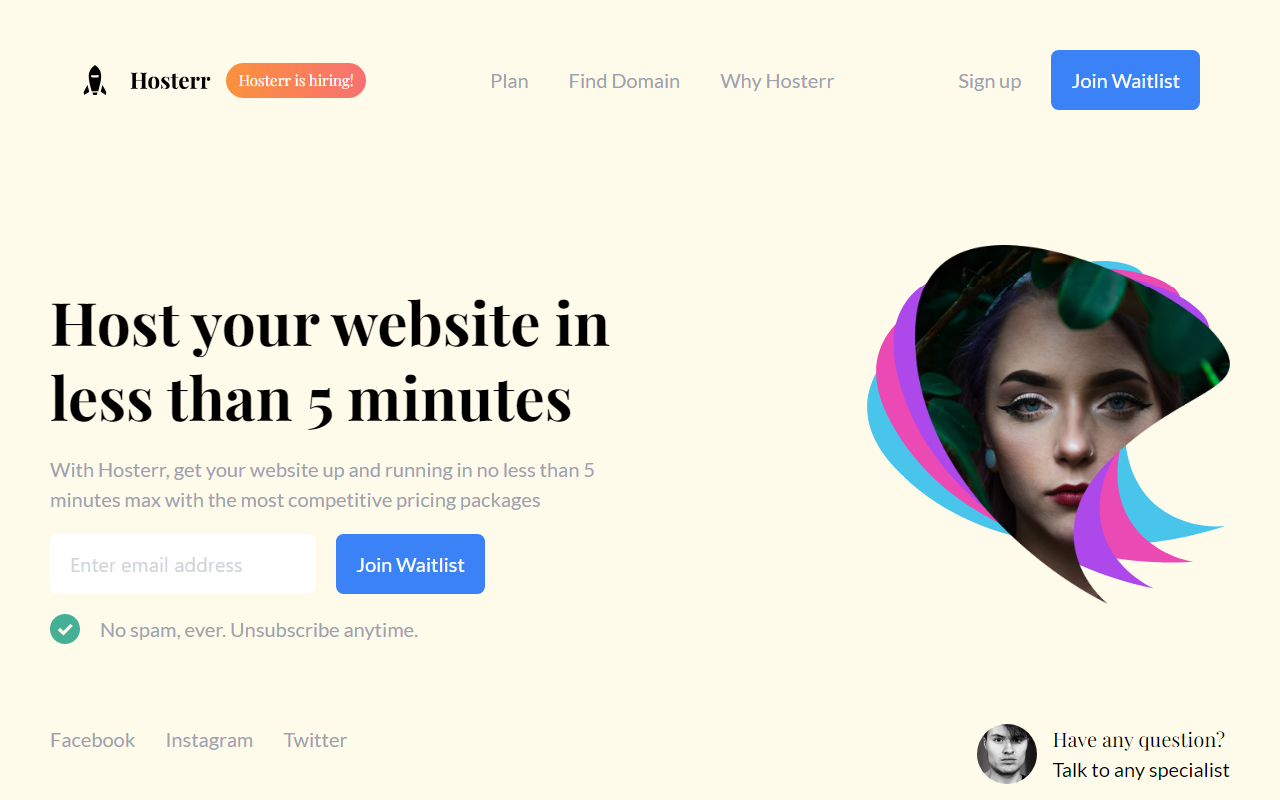 Hosterr
Hosterr is hiring!
Plan
Find Domain
Why Hosterr
Sign up
Join Waitlist
Host your website in
less than 5 minutes
With Hosterr, get your website up and running in no less than 5
minutes max with the most competitive pricing packages
Enter email address
Join Waitlist
No spam, ever. Unsubscribe anytime.
Facebook
Instagram
Twitter
Have any question?
Talk to any specialist